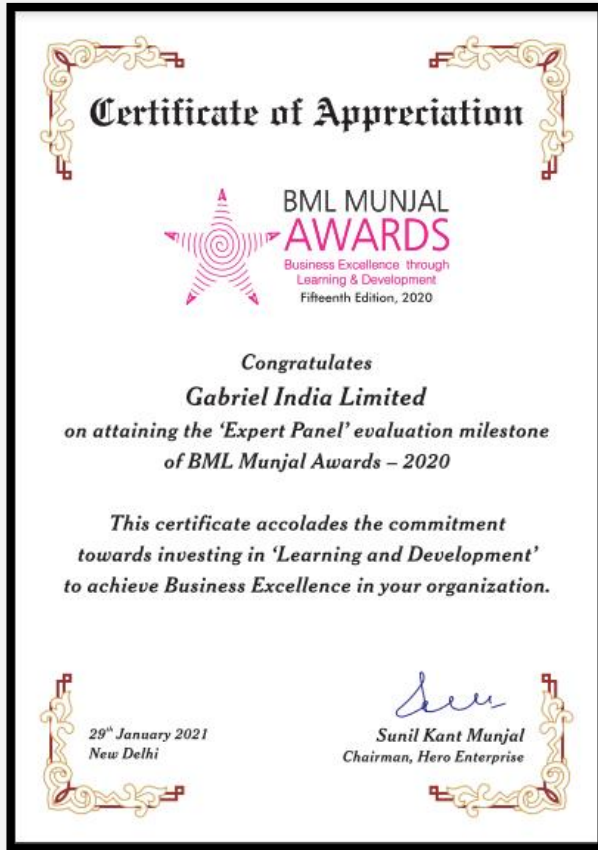 Certificate of Appreciation
BML MUNJAL
AWARDS
Business Excellence through
Learning & Development
Fifteenth Edition, 2020
Congratulates
Gabriel India Limited
on attaining the 'Expert Panel' evaluation milestone
of BML Munjal Awards – 2020
This certificate accolades the commitment
towards investing in 'Learning and Development'
to achieve Business Excellence in your organization.
29th January 2021
New Delhi
Sunil Kant Munjal
Chairman, Hero Enterprise